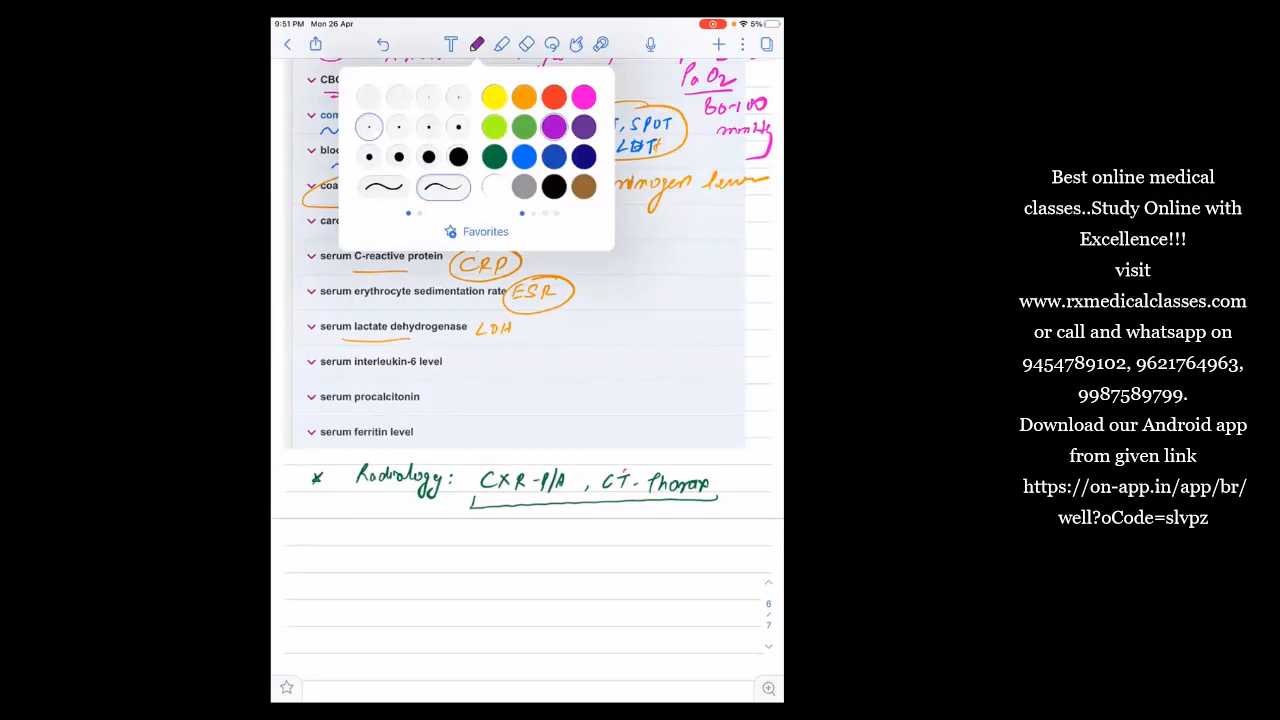 9:51 PM Mon 26 Apr
5%
PaO2
80-100
mmHg
CBC
com
T, SPOT
LDT
bloo
coa
card
Favorites
serum C-reactive protein CRP
serum erythrocyte sedimentation rate ESR
serum lactate dehydrogenase LDH
serum interleukin-6 level
serum procalcitonin
serum ferritin level
* Radiology: CXR-P/A, CT-Thorax
6
7
Best online medical
classes..Study Online with
Excellence!!!
visit
www.rxmedicalclasses.com
or call and whatsapp on
9454789102, 9621764963,
9987589799.
Download our Android app
from given link
https://on-app.in/app/br/
well?oCode=slvpz